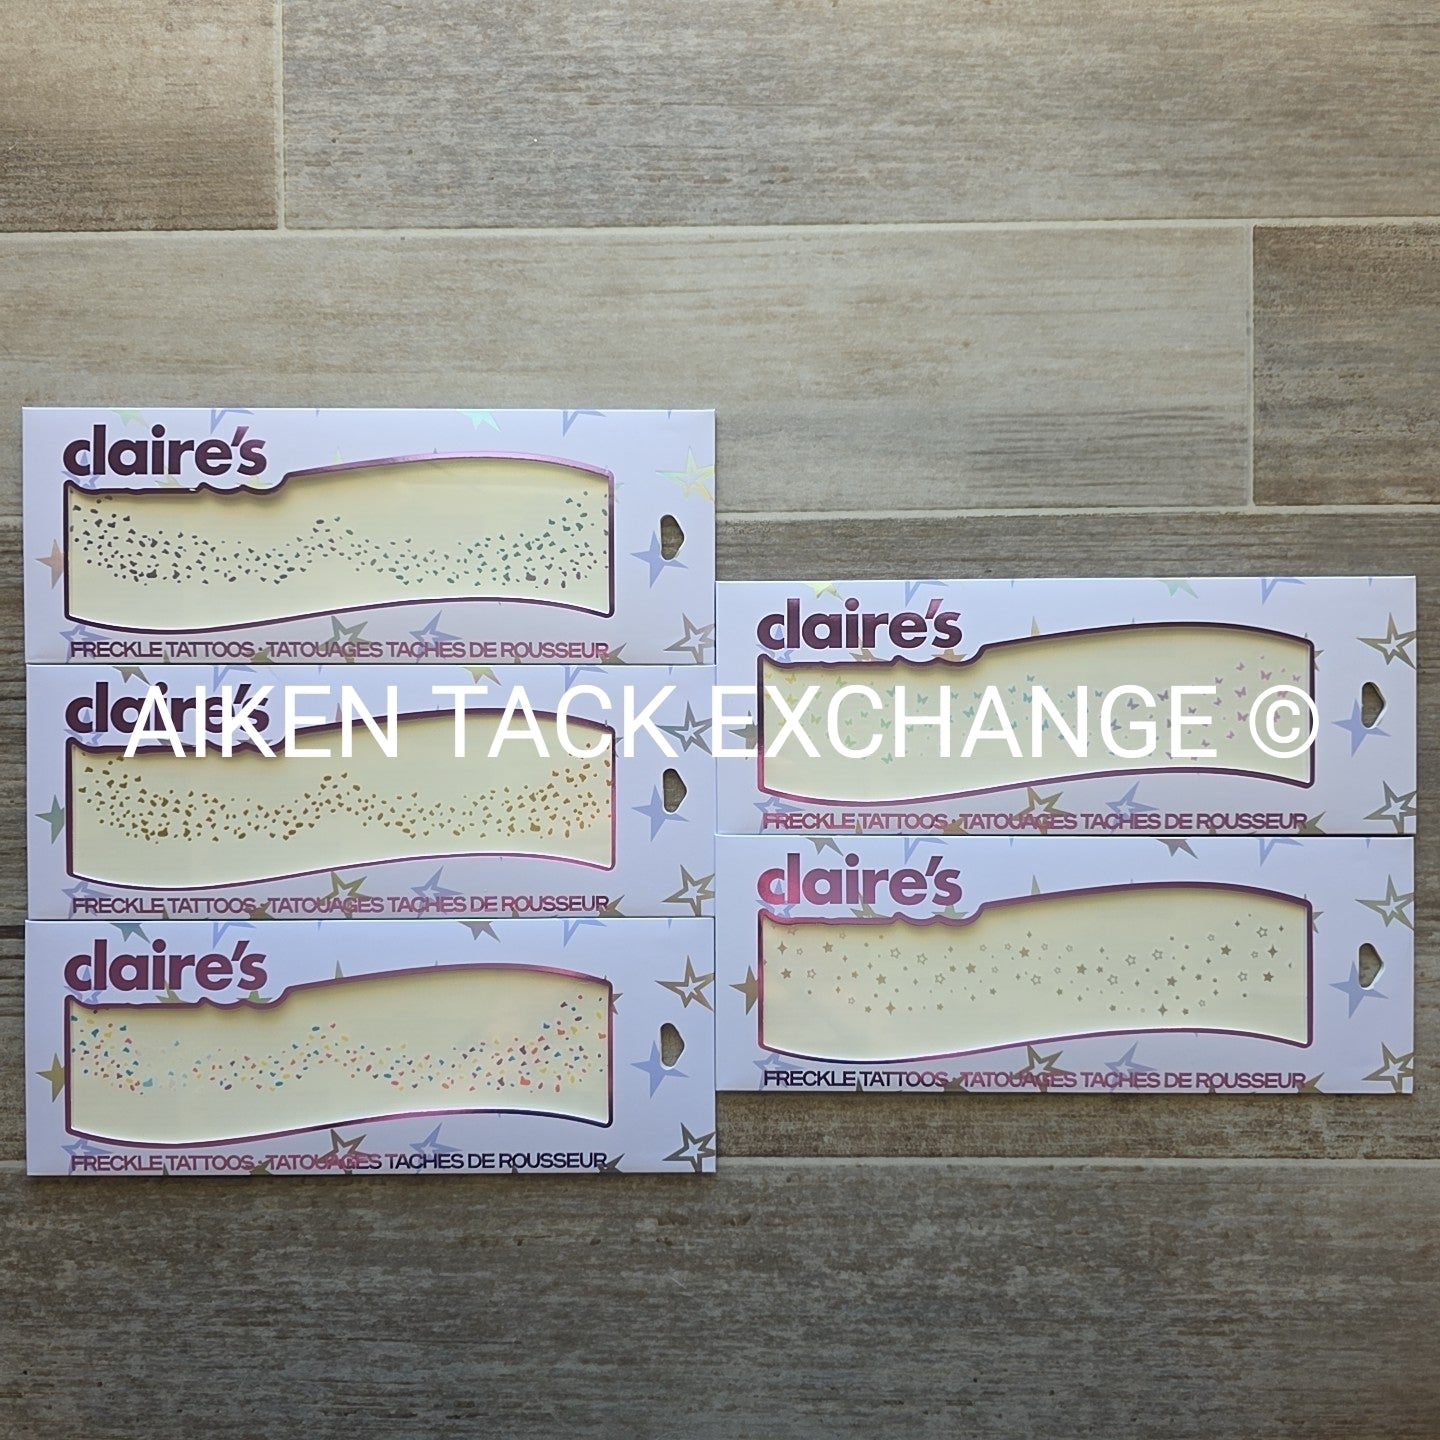 claire's
FRECKLE TATTOOS · TATOUAGES TACHES DE ROUSSEUR
claire's
FRECKLE TATTOOS · TATOUAGES TACHES DE ROUSSEUR
claire's
FRECKLE TATTOOS · TATOUAGES TACHES DE ROUSSEUR
claire's
FRECKLE TATTOOS · TATOUAGES TACHES DE ROUSSEUR
claire's
FRECKLE TATTOOS · TATOUAGES TACHES DE ROUSSEUR
AIKEN TACK EXCHANGE ©